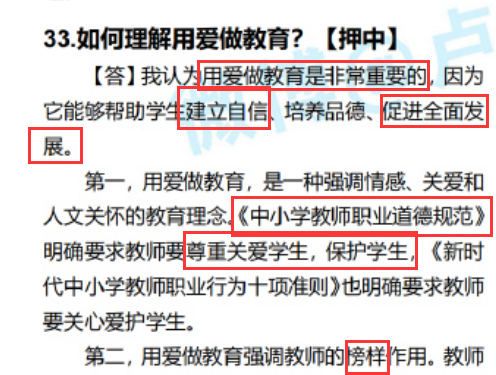 33.如何理解用爱做教育？【押中】
【答】我认为用爱做教育是非常重要的，因为
它能够帮助学生建立自信、培养品德、促进全面发
展。
第一，用爱做教育，是一种强调情感、关爱和
人文关怀的教育理念。《中小学教师职业道德规范》
明确要求教师要尊重关爱学生，保护学生，《新时
代中小学教师职业行为十项准则》也明确要求教师
要关心爱护学生。
第二，用爱做教育强调教师的榜样作用。教师